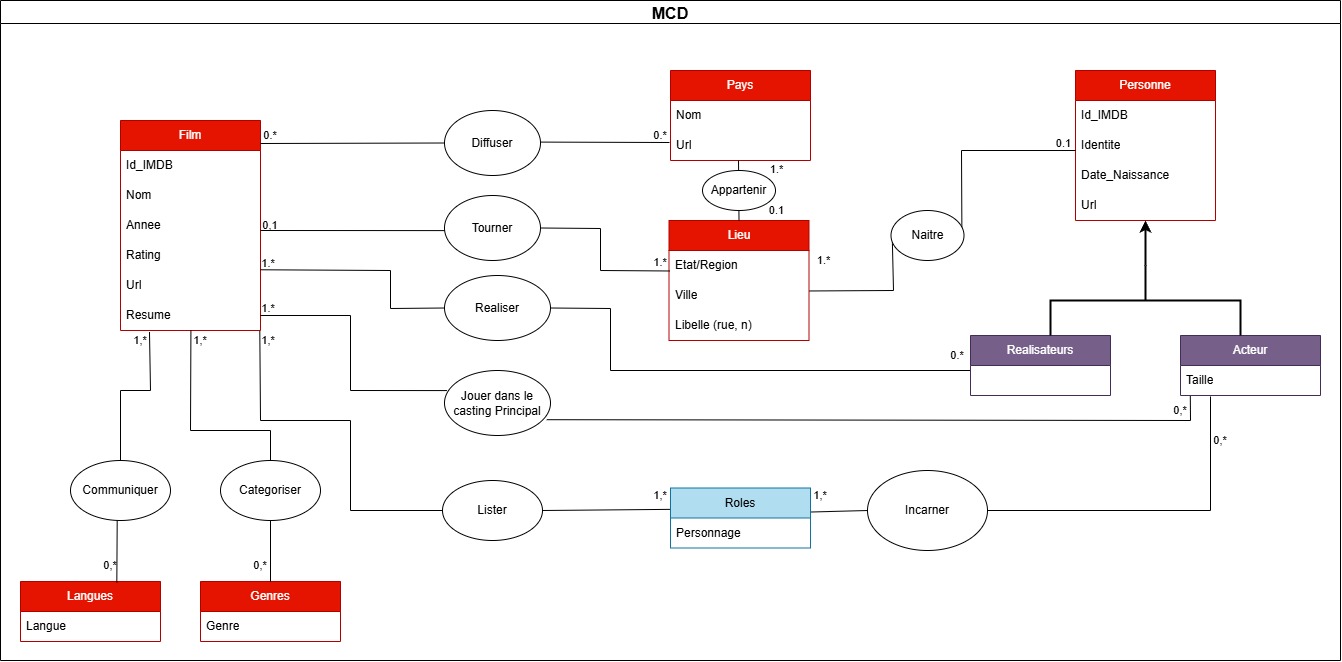 MCD
Pays
Nom
Url
Personne
Id_IMDB
Identite
Date_Naissance
Url
Film
Id_IMDB
Nom
Annee
Rating
Url
Resume
0.*
Diffuser
0.*
1.*
Appartenir
0.1
0.1
Tourner
1.*
Lieu
Etat/Region
Ville
Libelle (rue, n)
1.*
Naitre
0.1
1.*
Realiser
0.*
Realisateurs
Acteur
Taille
1.*
Jouer dans le
casting Principal
0,*
1,*
1,*
1,*
0,*
Communiquer
Categoriser
Lister
1,*
Roles
Personnage
1,*
Incarner
0,*
0,*
Langues
Langue
Genres
Genre